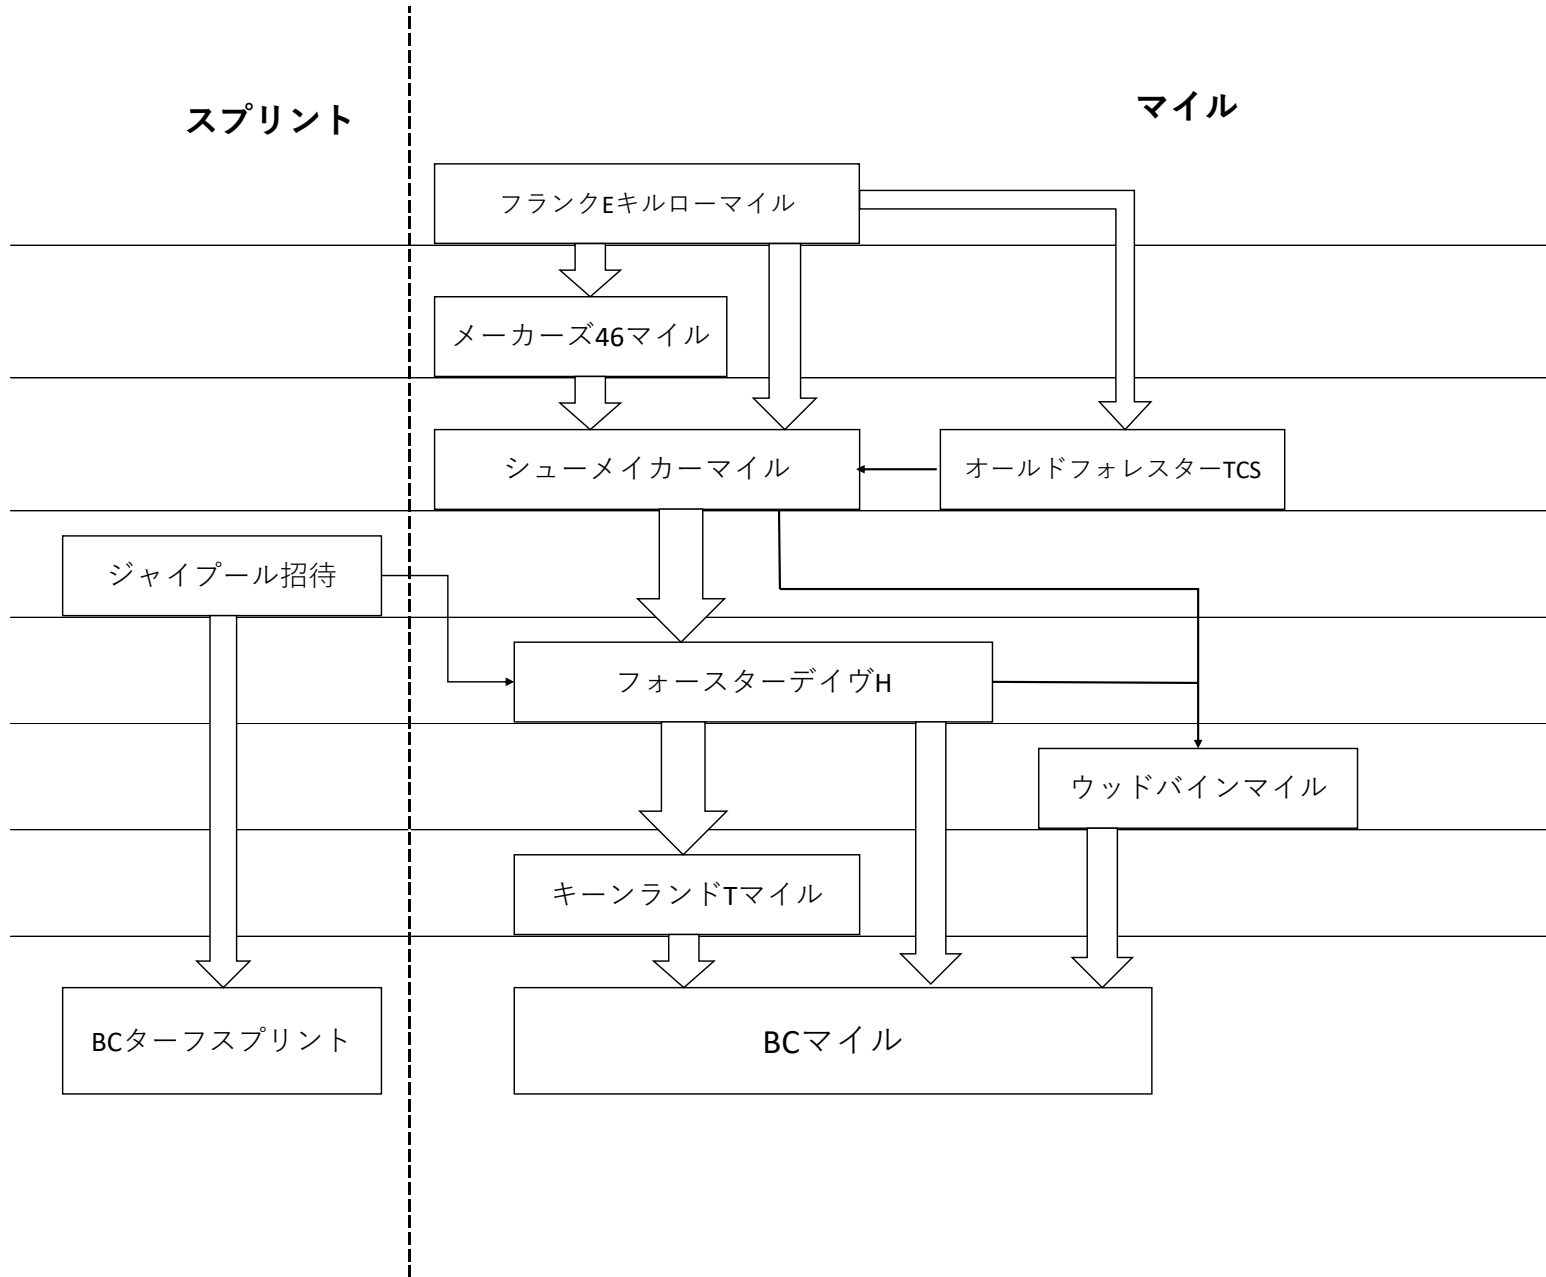 スプリント
マイル
フランクEキルローマイル
メーカーズ46マイル
シューメイカーマイル
オールドフォレスターTCS
ジャイプール招待
フォースターデイヴH
ウッドバインマイル
キーンランドTマイル
BCターフスプリント
BCマイル